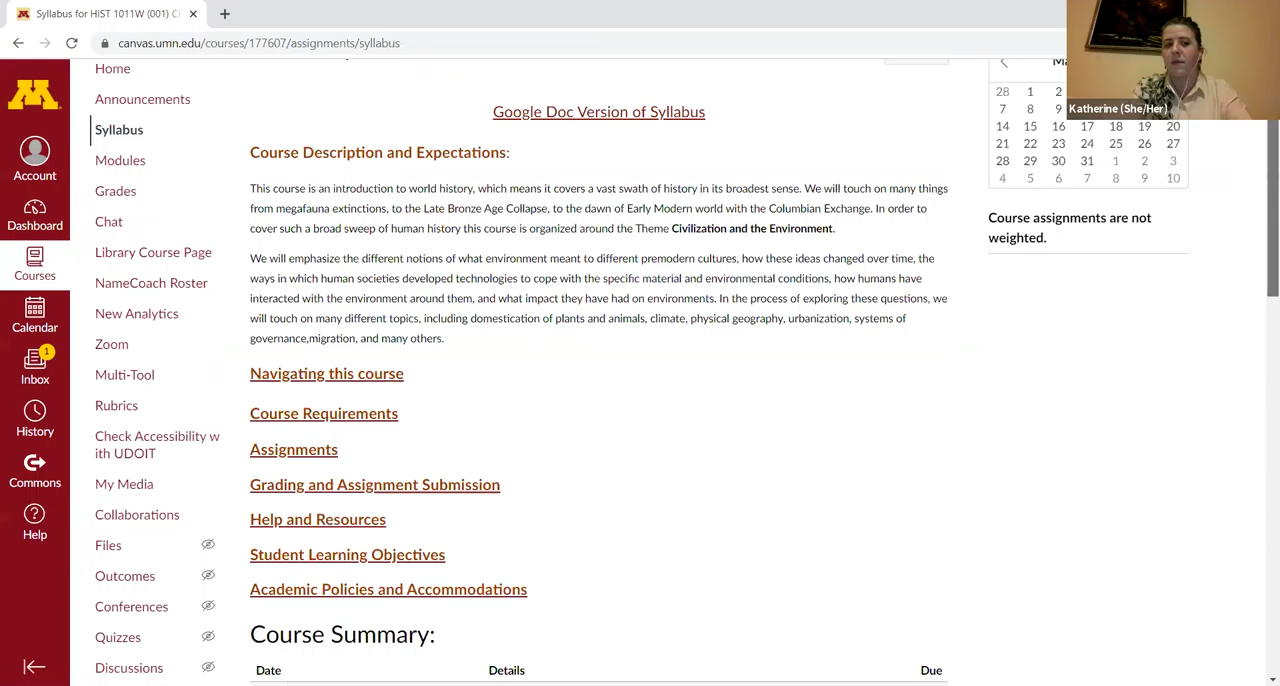 Syllabus for HIST 1011W (001) C
canvas.umn.edu/courses/177607/assignments/syllabus
M
Account
Dashboard
Courses
Calendar
1
Inbox
History
Commons
Help
Home
Announcements
Syllabus
Modules
Grades
Chat
Library Course Page
NameCoach Roster
New Analytics
Zoom
Multi-Tool
Rubrics
Check Accessibility w
ith UDOIT
My Media
Collaborations
Files
Outcomes
Conferences
Quizzes
Discussions
Google Doc Version of Syllabus
Course Description and Expectations:
This course is an introduction to world history, which means it covers a vast swath of history in its broadest sense. We will touch on many things
from megafauna extinctions, to the Late Bronze Age Collapse, to the dawn of Early Modern world with the Columbian Exchange. In order to
cover such a broad sweep of human history this course is organized around the Theme Civilization and the Environment.
We will emphasize the different notions of what environment meant to different premodern cultures, how these ideas changed over time, the
ways in which human societies developed technologies to cope with the specific material and environmental conditions, how humans have
interacted with the environment around them, and what impact they have had on environments. In the process of exploring these questions, we
will touch on many different topics, including domestication of plants and animals, climate, physical geography, urbanization, systems of
governance,migration, and many others.
Navigating this course
Course Requirements
Assignments
Grading and Assignment Submission
Help and Resources
Student Learning Objectives
Academic Policies and Accommodations
Course Summary:
Date Details Due
Katherine (She/Her)
28 1 2
7 8 9
14 15 16 17 18 19 20
21 22 23 24 25 26 27
28 29 30 31 1 2 3
4 5 6 7 8 9 10
Course assignments are not
weighted.